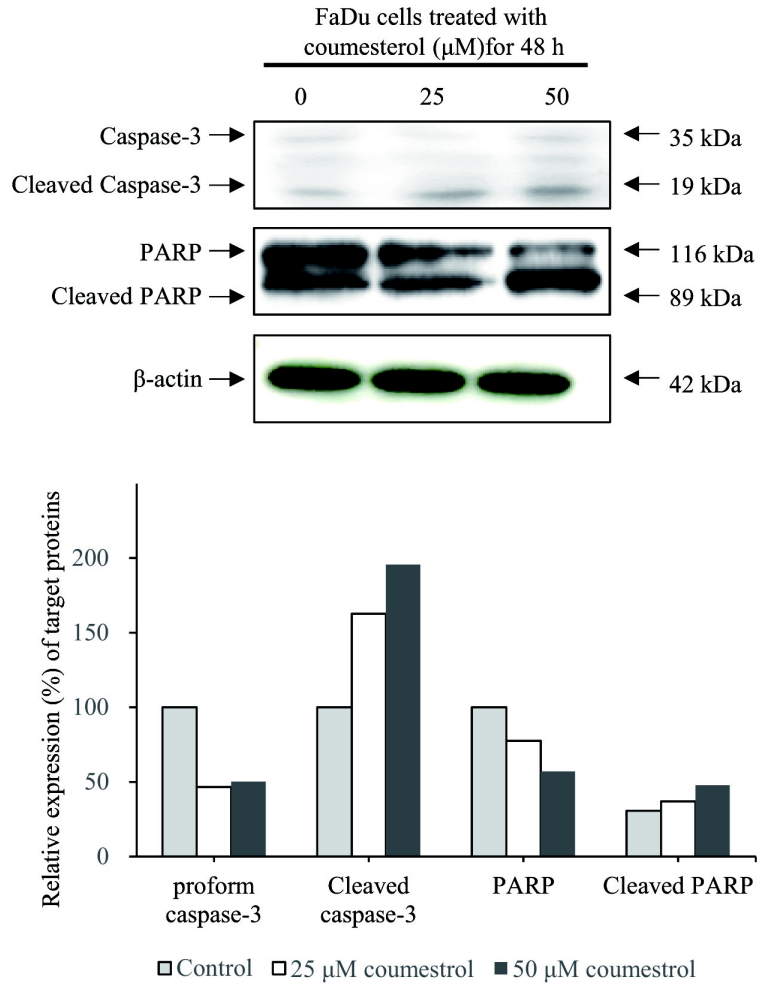 FaDu cells treated with
coumesterol (μM)for 48 h
0 25 50
Caspase-3 35 kDa
Cleaved Caspase-3 19 kDa
PARP 116 kDa
Cleaved PARP 89 kDa
β-actin 42 kDa
Relative expression (%) of target proteins
200
150
100
50
0
proform
caspase-3
Cleaved
caspase-3
PARP
Cleaved PARP
Control 25 μM coumestrol 50 μM coumestrol